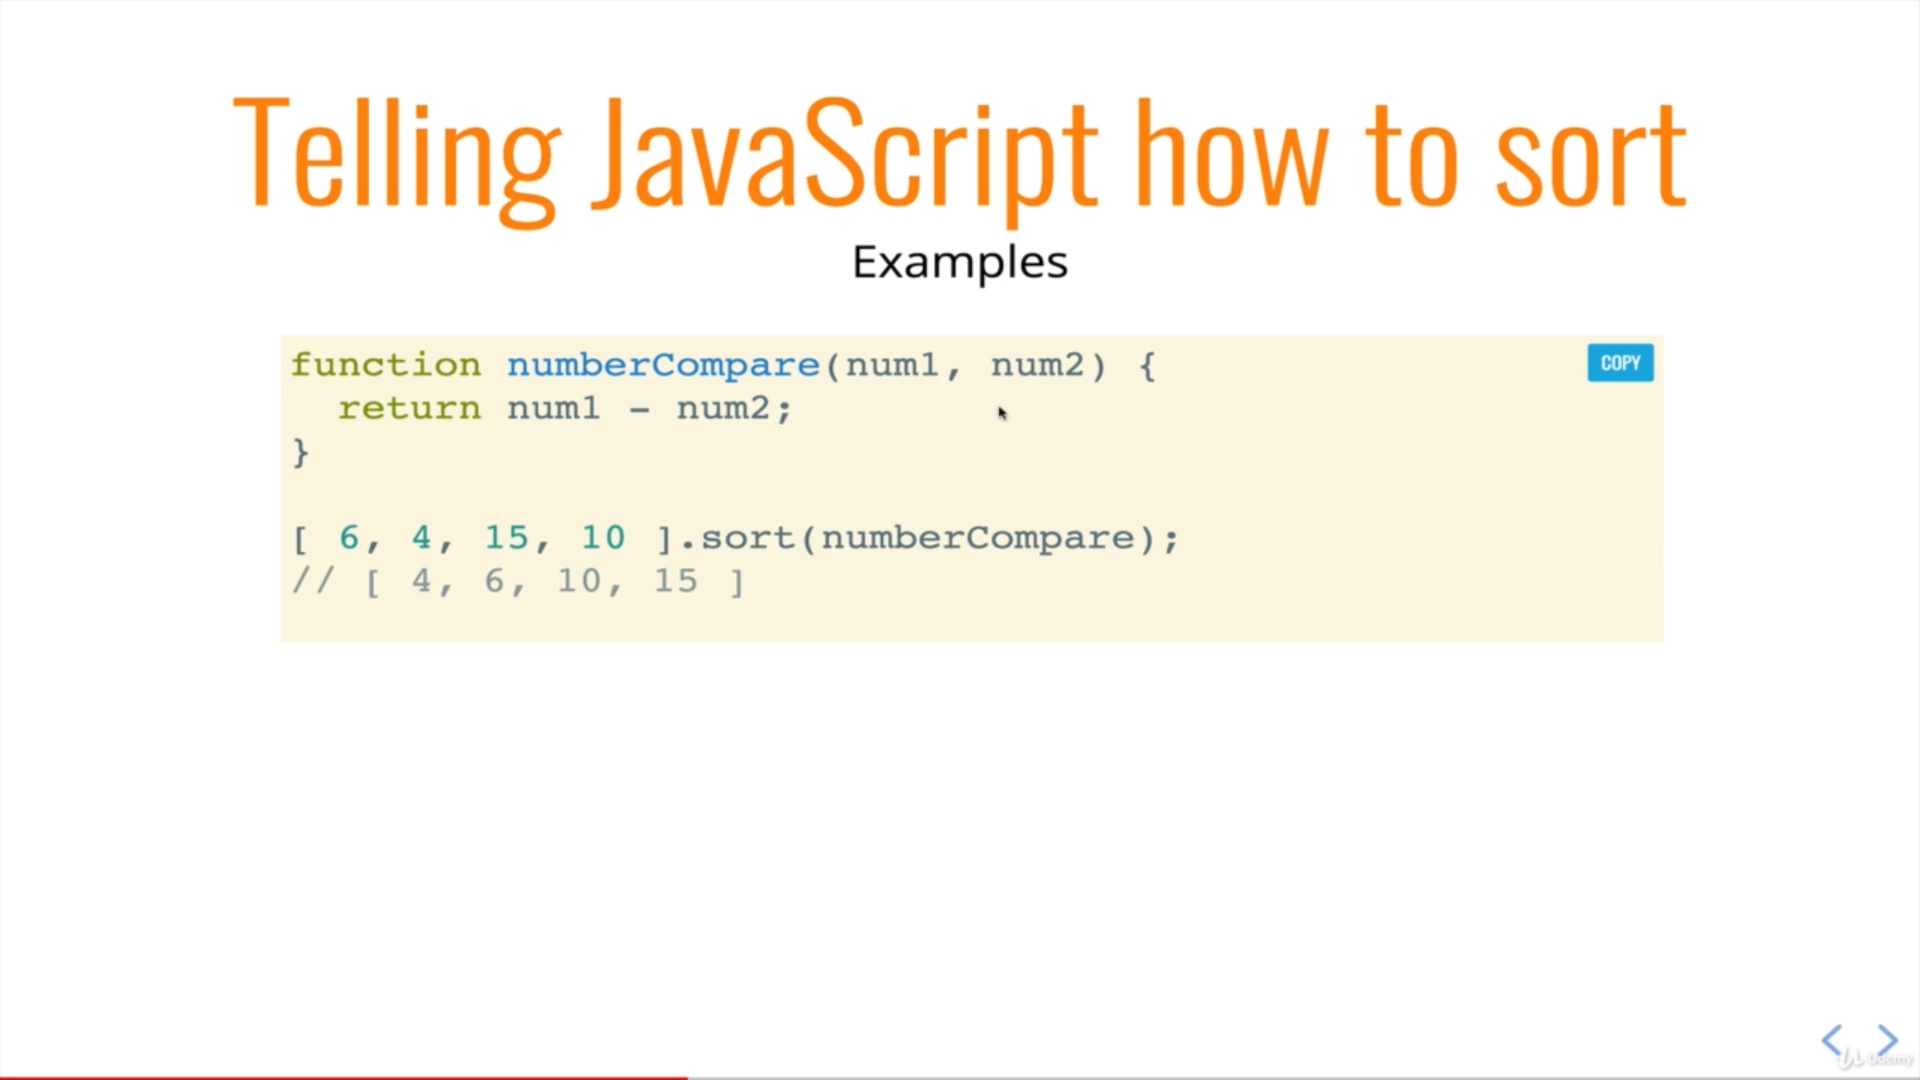 Telling JavaScript how to sort
Examples
function numberCompare(num1, num2) {
COPY
  return num1 - num2;
}
[ 6, 4, 15, 10 ].sort(numberCompare);
// [ 4, 6, 10, 15 ]
Udemy